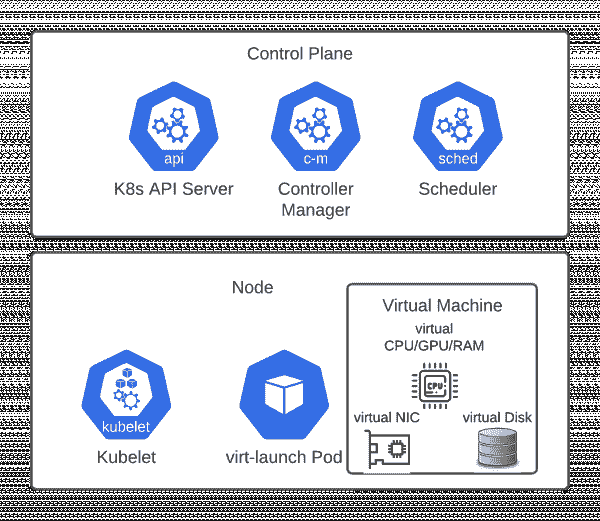 Control Plane
api
c-m
sched
K8s API Server
Controller
Manager
Scheduler
Node
Virtual Machine
virtual
CPU/GPU/RAM
CPU
virtual NIC
virtual Disk
kubelet
Kubelet
virt-launch Pod